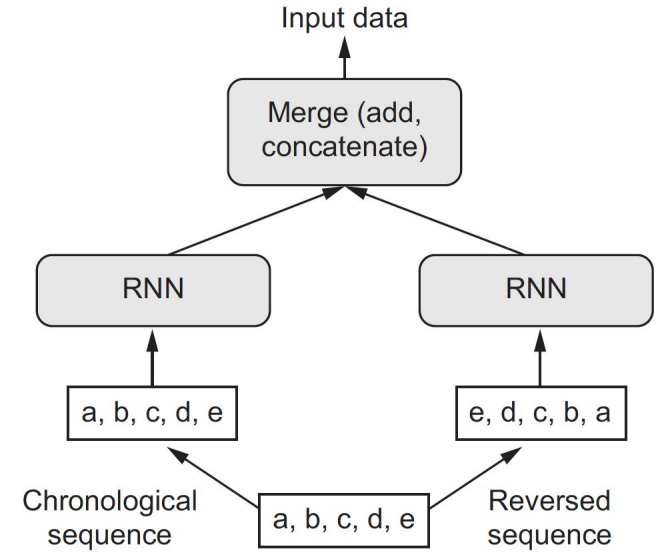 Input data
Merge (add,
concatenate)
RNN
RNN
a, b, c, d, e
e, d, c, b, a
Chronological
sequence
a, b, c, d, e
Reversed
sequence